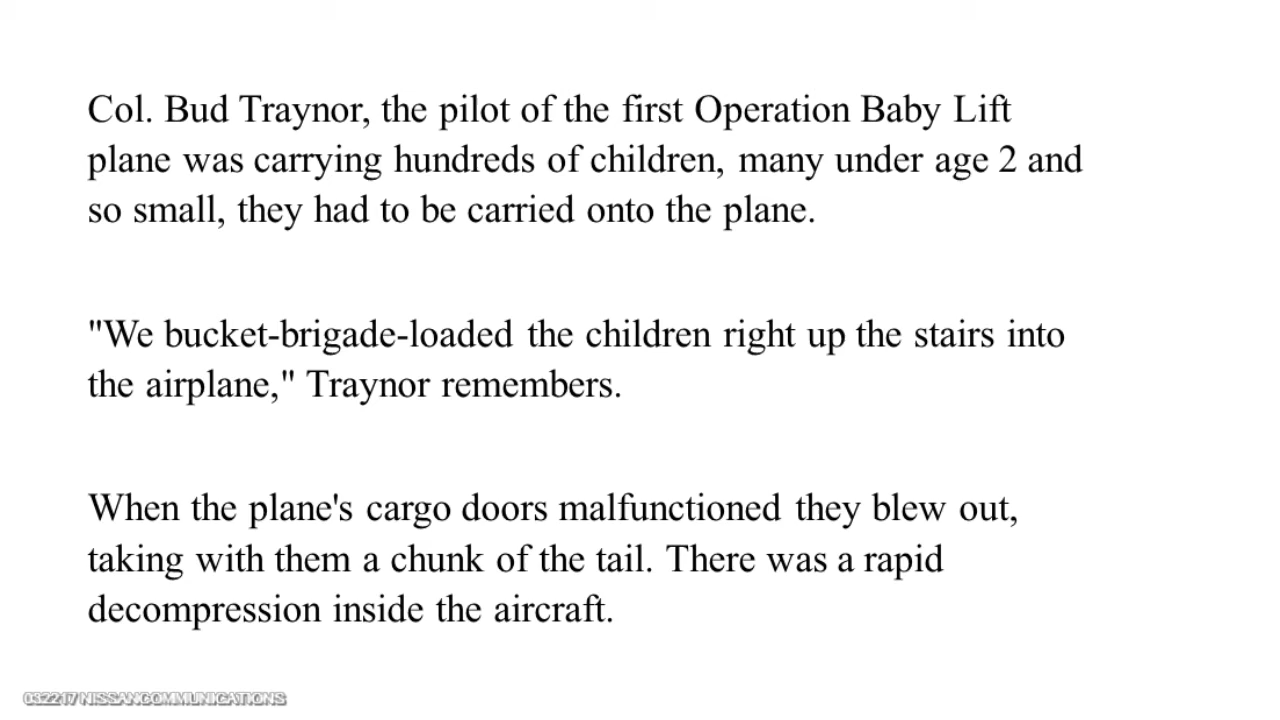 Col. Bud Traynor, the pilot of the first Operation Baby Lift
plane was carrying hundreds of children, many under age 2 and
so small, they had to be carried onto the plane.
"We bucket-brigade-loaded the children right up the stairs into
the airplane," Traynor remembers.
When the plane's cargo doors malfunctioned they blew out,
taking with them a chunk of the tail. There was a rapid
decompression inside the aircraft.
032217 NISSANCOMMUNICATIONS